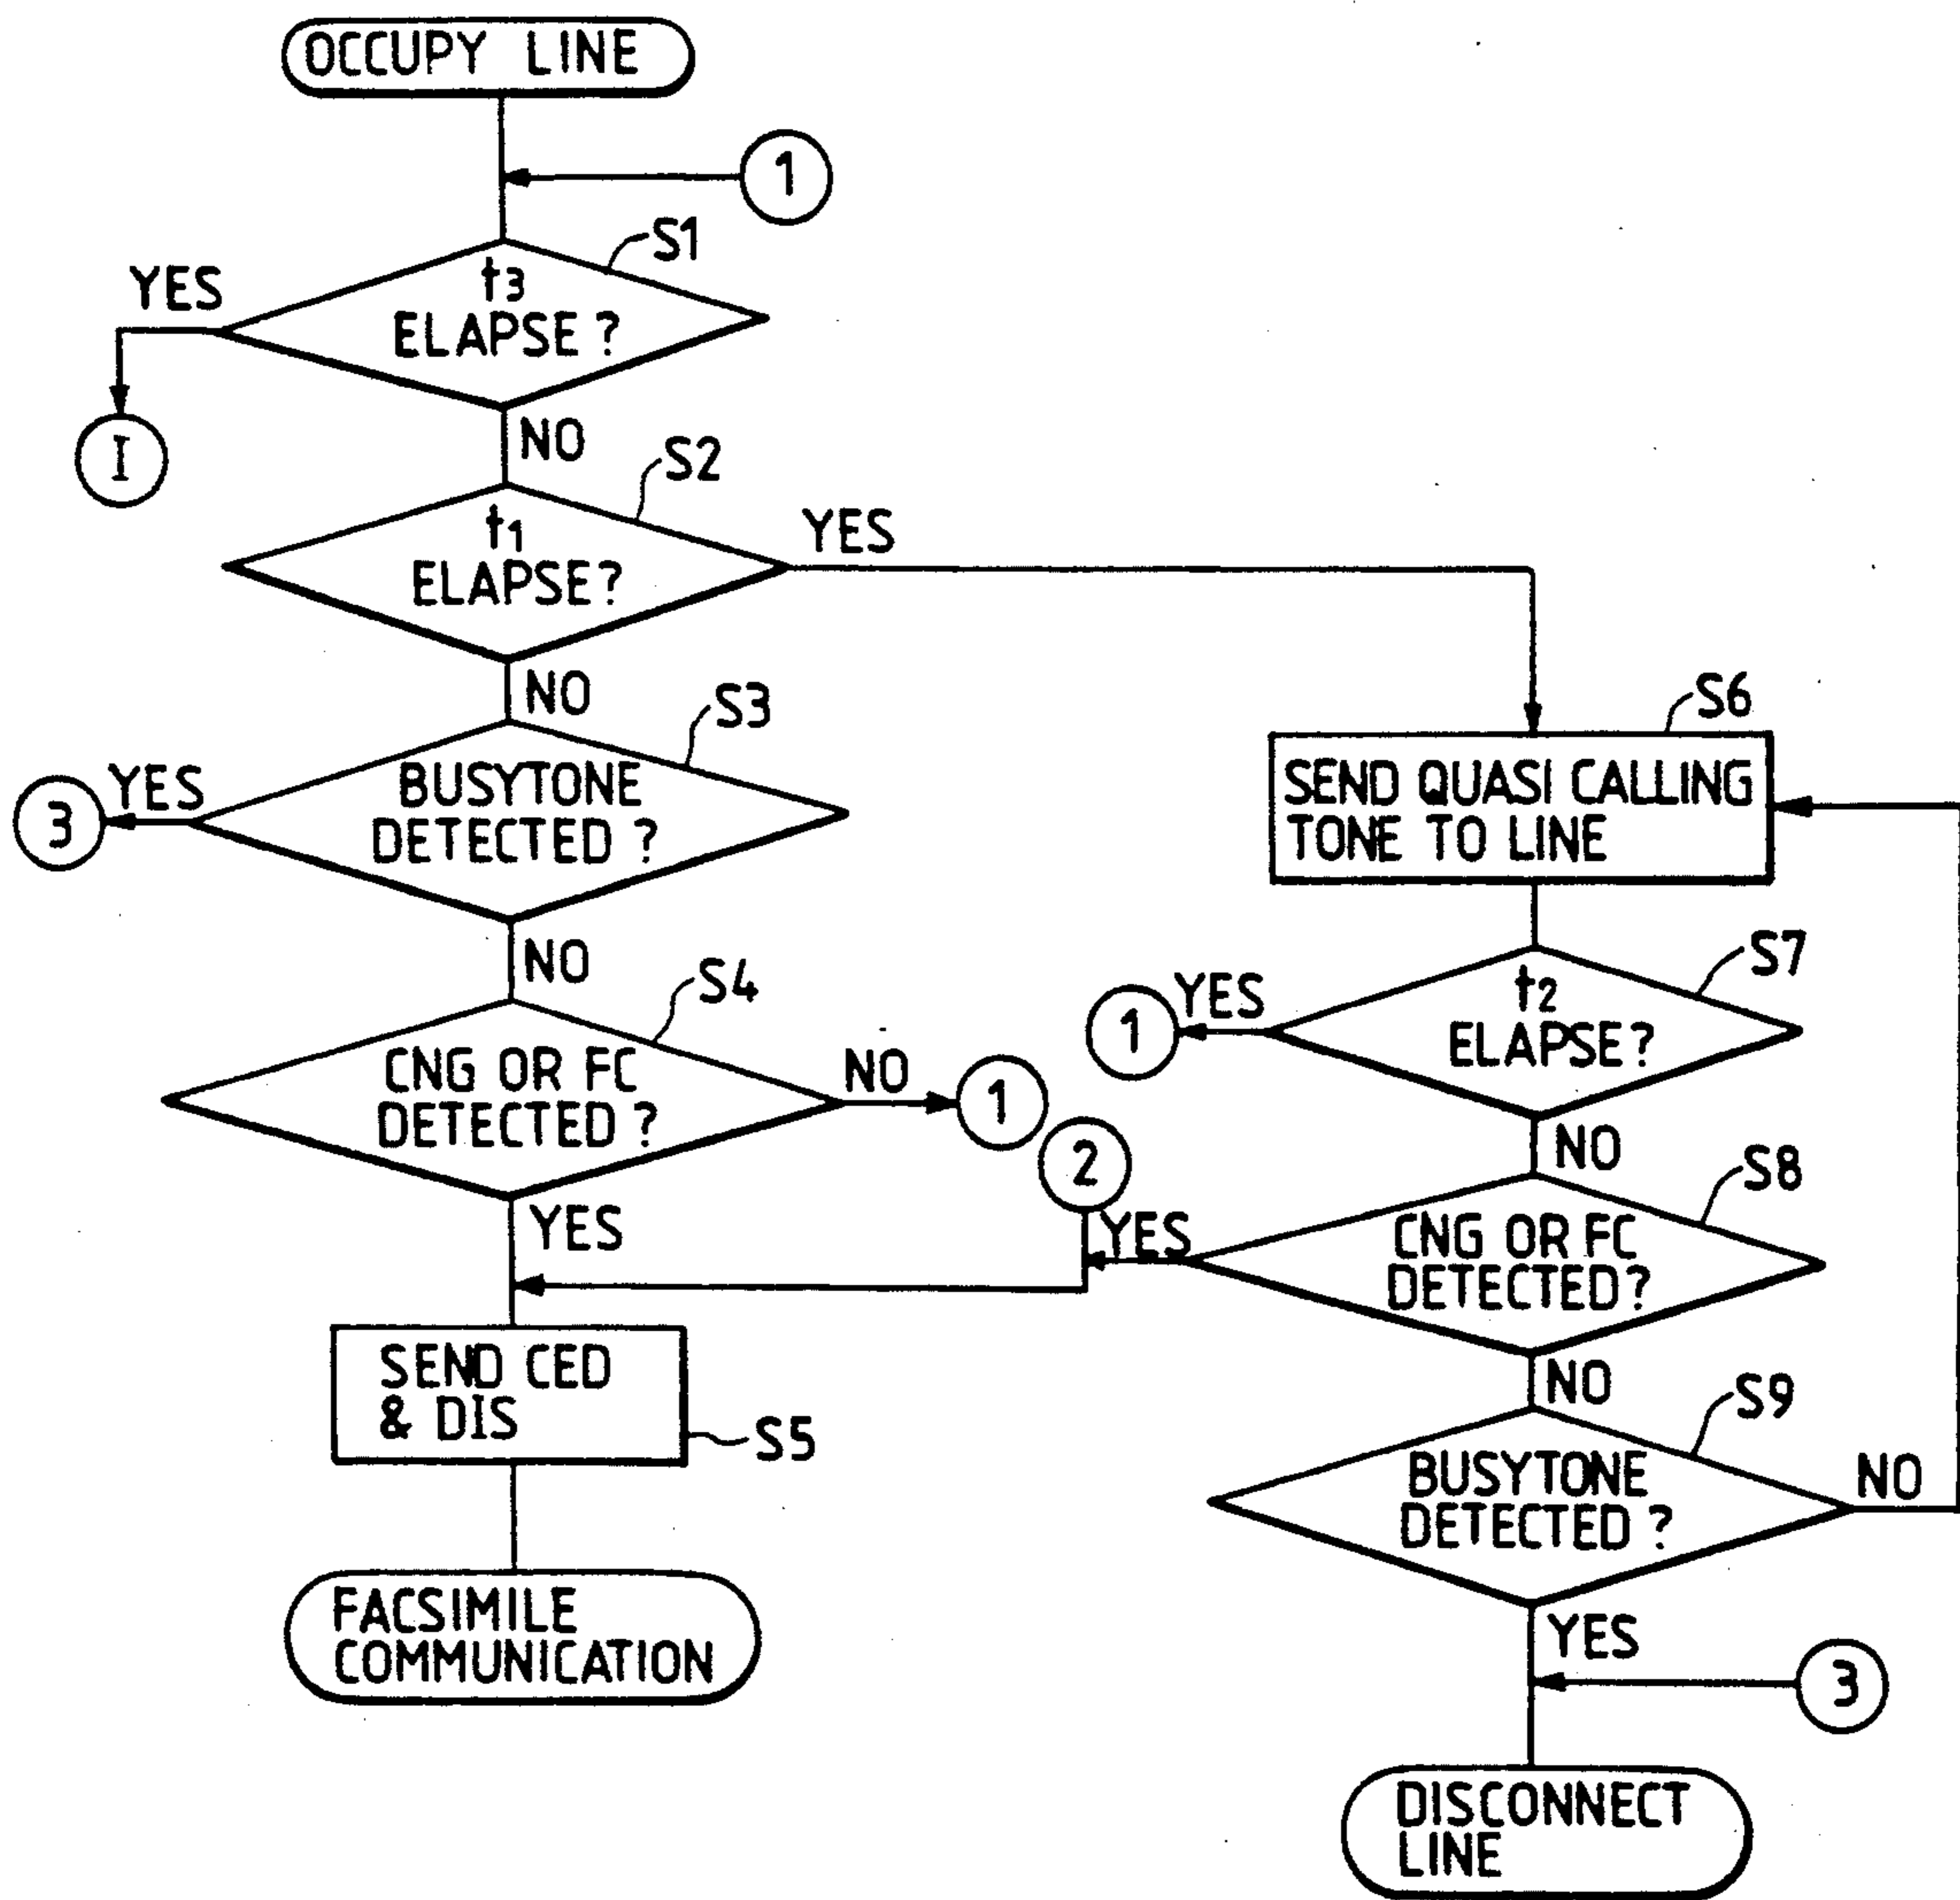 OCCUPY LINE
1
S1
t3
ELAPSE ?
YES
I
NO
S2
t1
ELAPSE?
YES
NO
S3
BUSYTONE
DETECTED ?
YES
3
NO
S4
CNG OR FC
DETECTED ?
NO
1
YES
2
SEND CED
& DIS
S5
FACSIMILE
COMMUNICATION
S6
SEND QUASI CALLING
TONE TO LINE
S7
t2
ELAPSE?
YES
1
NO
S8
CNG OR FC
DETECTED?
YES
NO
S9
BUSYTONE
DETECTED ?
NO
YES
3
DISCONNECT
LINE